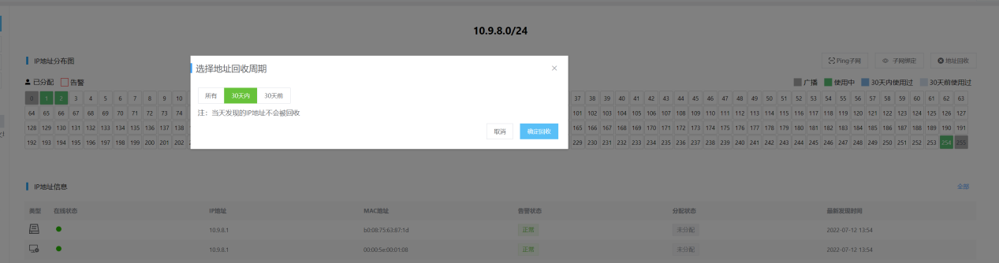 10.9.8.0/24
IP地址分布图
Ping子网 子网绑定 地址回收
已分配 告警
广播 使用中 30天内使用过 30天前使用过
选择地址回收周期
所有 30天内 30天前
注：当天发现的IP地址不会被回收
取消 确定回收
0 1 2 3 4 5 6 7 8 9 10 37 38 39 40 41 42 43 44 45 46 47 48 49 50 51 52 53 54 55 56 57 58 59 60 61 62 63
64 65 66 67 68 69 70 71 72 73 74 101 102 103 104 105 106 107 108 109 110 111 112 113 114 115 116 117 118 119 120 121 122 123 124 125 126 127
128 129 130 131 132 133 134 135 136 137 138 165 166 167 168 169 170 171 172 173 174 175 176 177 178 179 180 181 182 183 184 185 186 187 188 189 190 191
192 193 194 195 196 197 198 199 200 201 202 229 230 231 232 233 234 235 236 237 238 239 240 241 242 243 244 245 246 247 248 249 250 251 252 253 254 255
IP地址信息
全部
类型 在线状态 IP地址 MAC地址 告警状态 分配状态 最新发现时间
10.9.8.1 b0:08:75:63:87:1d 正常 未分配 2022-07-12 13:54
10.9.8.1 00:00:5e:00:01:08 正常 未分配 2022-07-12 13:54